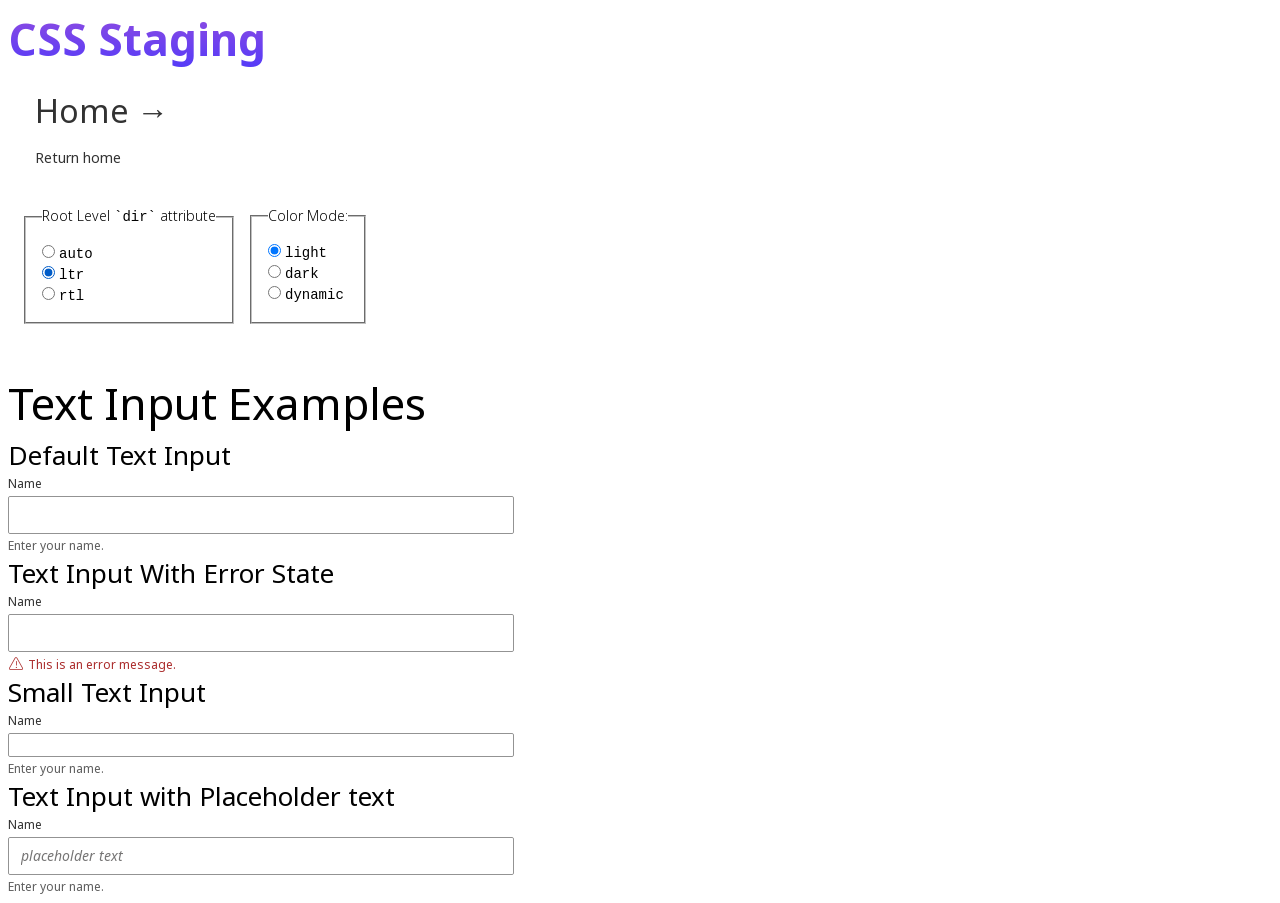 CSS Staging
Home →
Return home
Root Level `dir` attribute
auto
ltr
rtl
Color Mode:
light
dark
dynamic
Text Input Examples
Default Text Input
Name
Enter your name.
Text Input With Error State
Name
This is an error message.
Small Text Input
Name
Enter your name.
Text Input with Placeholder text
Name
placeholder text
Enter your name.